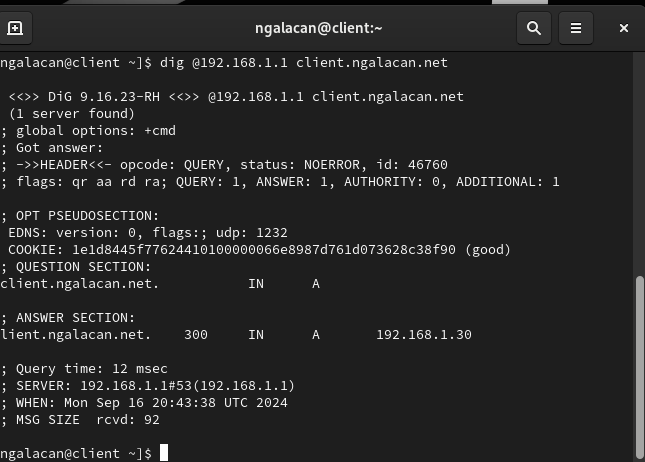 ngalacan@client:~
ngalacan@client ~]$ dig @192.168.1.1 client.ngalacan.net
<<>> DiG 9.16.23-RH <<>> @192.168.1.1 client.ngalacan.net
(1 server found)
; global options: +cmd
; Got answer:
; ->>HEADER<<- opcode: QUERY, status: NOERROR, id: 46760
; flags: qr aa rd ra; QUERY: 1, ANSWER: 1, AUTHORITY: 0, ADDITIONAL: 1
; OPT PSEUDOSECTION:
EDNS: version: 0, flags:; udp: 1232
COOKIE: 1e1d8445f77624410100000066e8987d761d073628c38f90 (good)
; QUESTION SECTION:
client.ngalacan.net. IN A
; ANSWER SECTION:
lient.ngalacan.net. 300 IN A 192.168.1.30
; Query time: 12 msec
; SERVER: 192.168.1.1#53(192.168.1.1)
; WHEN: Mon Sep 16 20:43:38 UTC 2024
; MSG SIZE rcvd: 92
ngalacan@client ~]$